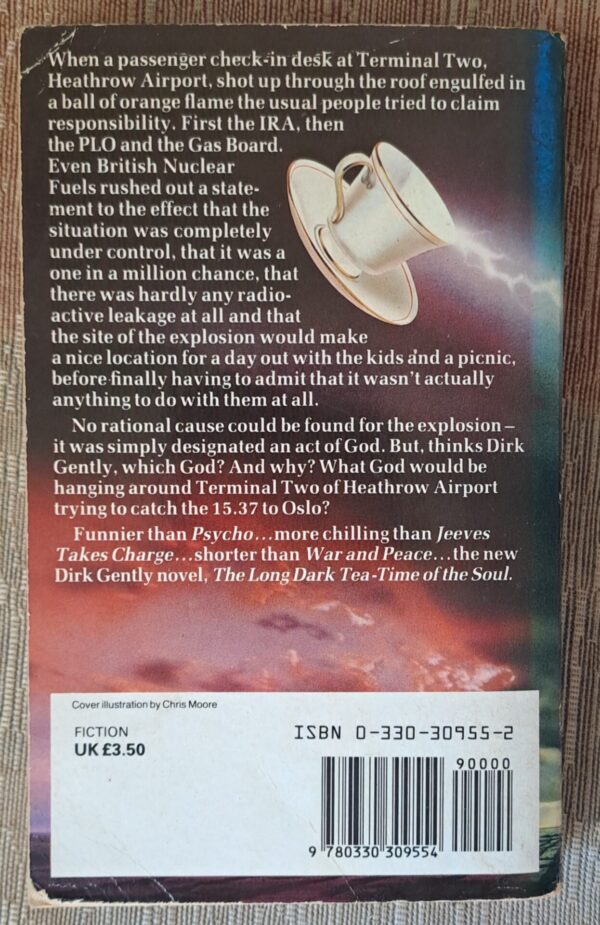 When a passenger check-in desk at Terminal Two,
Heathrow Airport, shot up through the roof engulfed in
a ball of orange flame the usual people tried to claim
responsibility. First the IRA, then
the PLO and the Gas Board.
Even British Nuclear
Fuels rushed out a state-
ment to the effect that the
situation was completely
under control, that it was a
one in a million chance, that
there was hardly any radio-
active leakage at all and that
the site of the explosion would make
a nice location for a day out with the kids and a picnic,
before finally having to admit that it wasn't actually
anything to do with them at all.
No rational cause could be found for the explosion –
it was simply designated an act of God. But, thinks Dirk
Gently, which God? And why? What God would be
hanging around Terminal Two of Heathrow Airport
trying to catch the 15.37 to Oslo?
Funnier than Psycho...more chilling than Jeeves
Takes Charge...shorter than War and Peace...the new
Dirk Gently novel, The Long Dark Tea-Time of the Soul.
Cover illustration by Chris Moore
FICTION
UK £3.50
ISBN 0-330-30955-2
90000
9 780330 309554